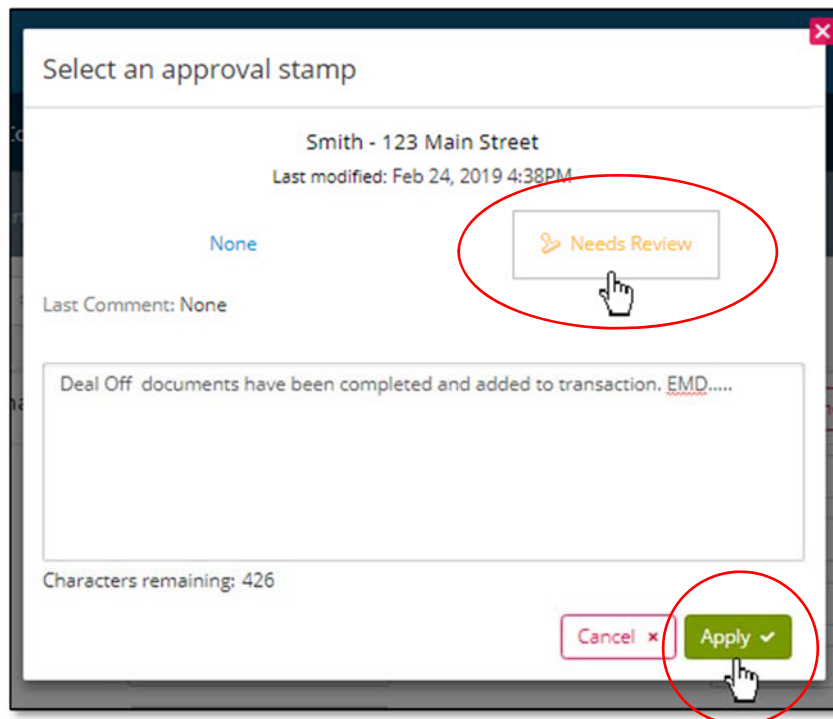 Select an approval stamp
Smith - 123 Main Street
Last modified: Feb 24, 2019 4:38PM
None
Needs Review
Last Comment: None
Deal Off documents have been completed and added to transaction. EMD.....
Characters remaining: 426
Cancel
Apply